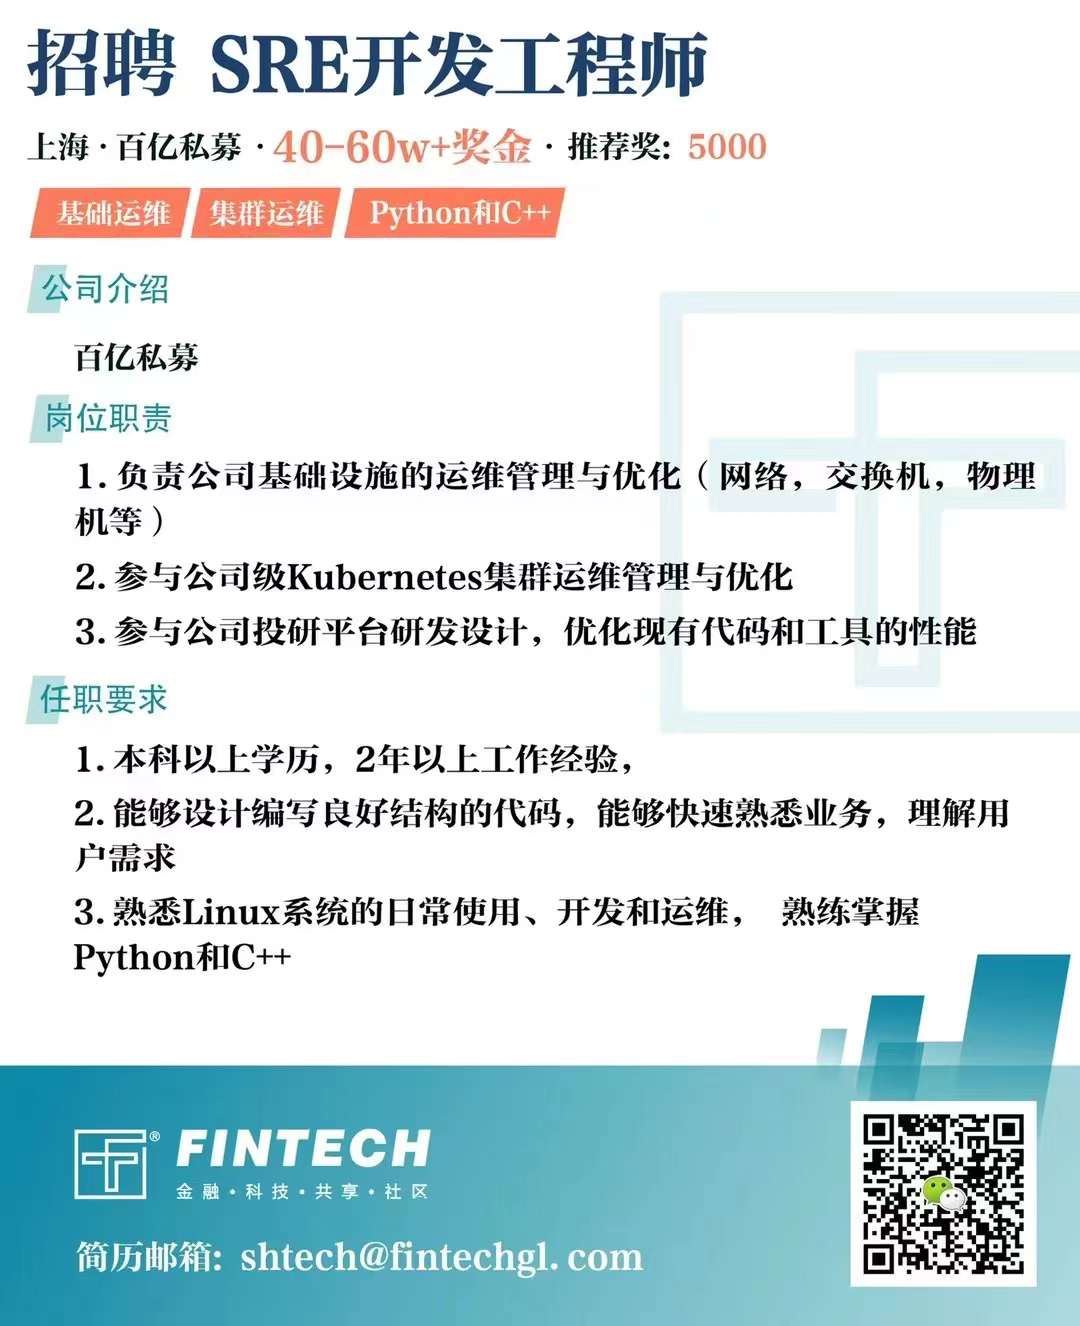 招聘 SRE开发工程师
上海·百亿私募·40-60w+奖金·推荐奖: 5000
基础运维 集群运维 Python和C++
公司介绍
百亿私募
岗位职责
1. 负责公司基础设施的运维管理与优化（网络，交换机，物理
机等）
2. 参与公司级Kubernetes集群运维管理与优化
3. 参与公司投研平台研发设计，优化现有代码和工具的性能
任职要求
1. 本科以上学历，2年以上工作经验，
2. 能够设计编写良好结构的代码，能够快速熟悉业务，理解用
户需求
3. 熟悉Linux系统的日常使用、开发和运维， 熟练掌握
Python和C++
® FINTECH
金融·科技·共享·社区
简历邮箱: shtech@fintechgl. com